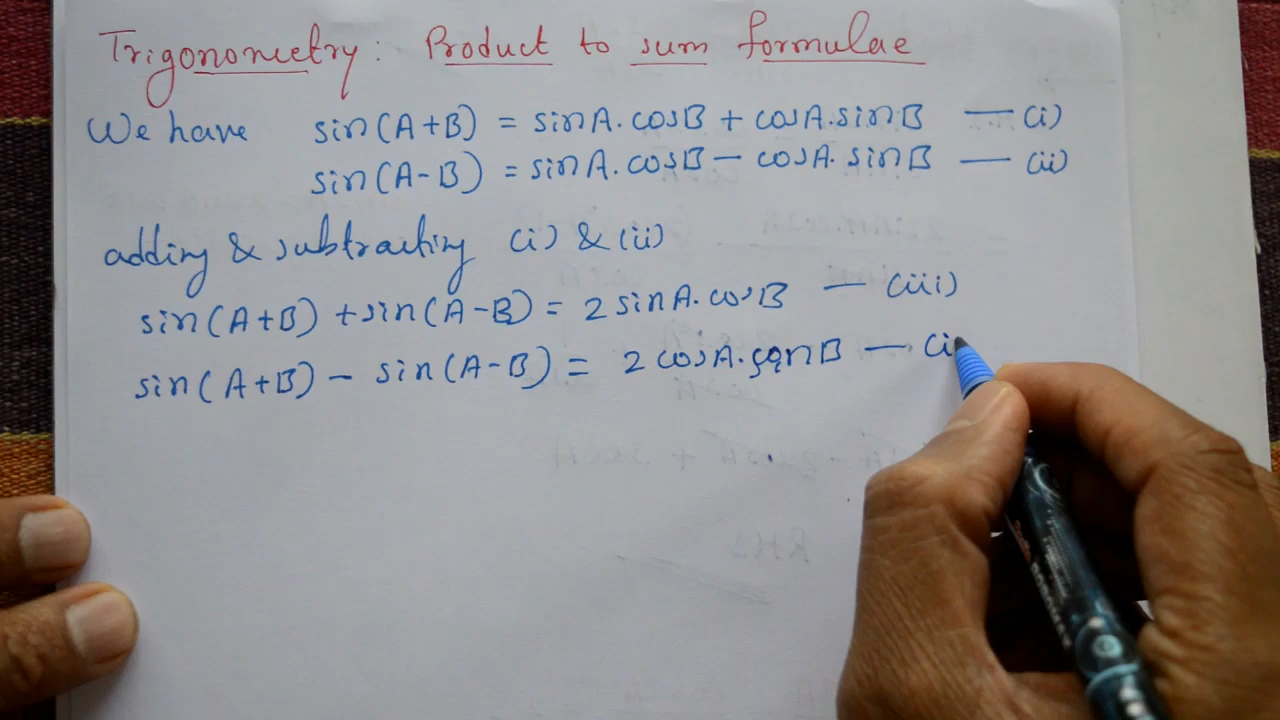 Trigonometry: Product to sum formulae
We have sin(A+B) = sinA.cosB + cosA.sinB — (i)
sin(A-B) = sinA.cosB - cosA.sinB — (ii)
adding & subtracting (i) & (ii)
sin(A+B) + sin(A-B) = 2 sinA.cosB — (iii)
sin(A+B) - sin(A-B) = 2 cosA.sinB — (i